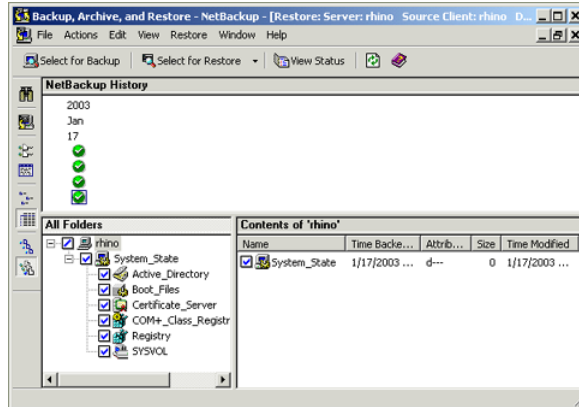 Backup, Archive, and Restore - NetBackup - [Restore: Server: rhino Source Client: rhino D...
File Actions Edit View Restore Window Help
Select for Backup Select for Restore View Status
NetBackup History
2003
Jan
17
All Folders
rhino
System_State
Active_Directory
Boot_Files
Certificate_Server
COM+_Class_Registr
Registry
SYSVOL
Contents of 'rhino'
Name Time Backe... Attrib... Size Time Modified
System_State 1/17/2003 ... d--- 0 1/17/2003 ...